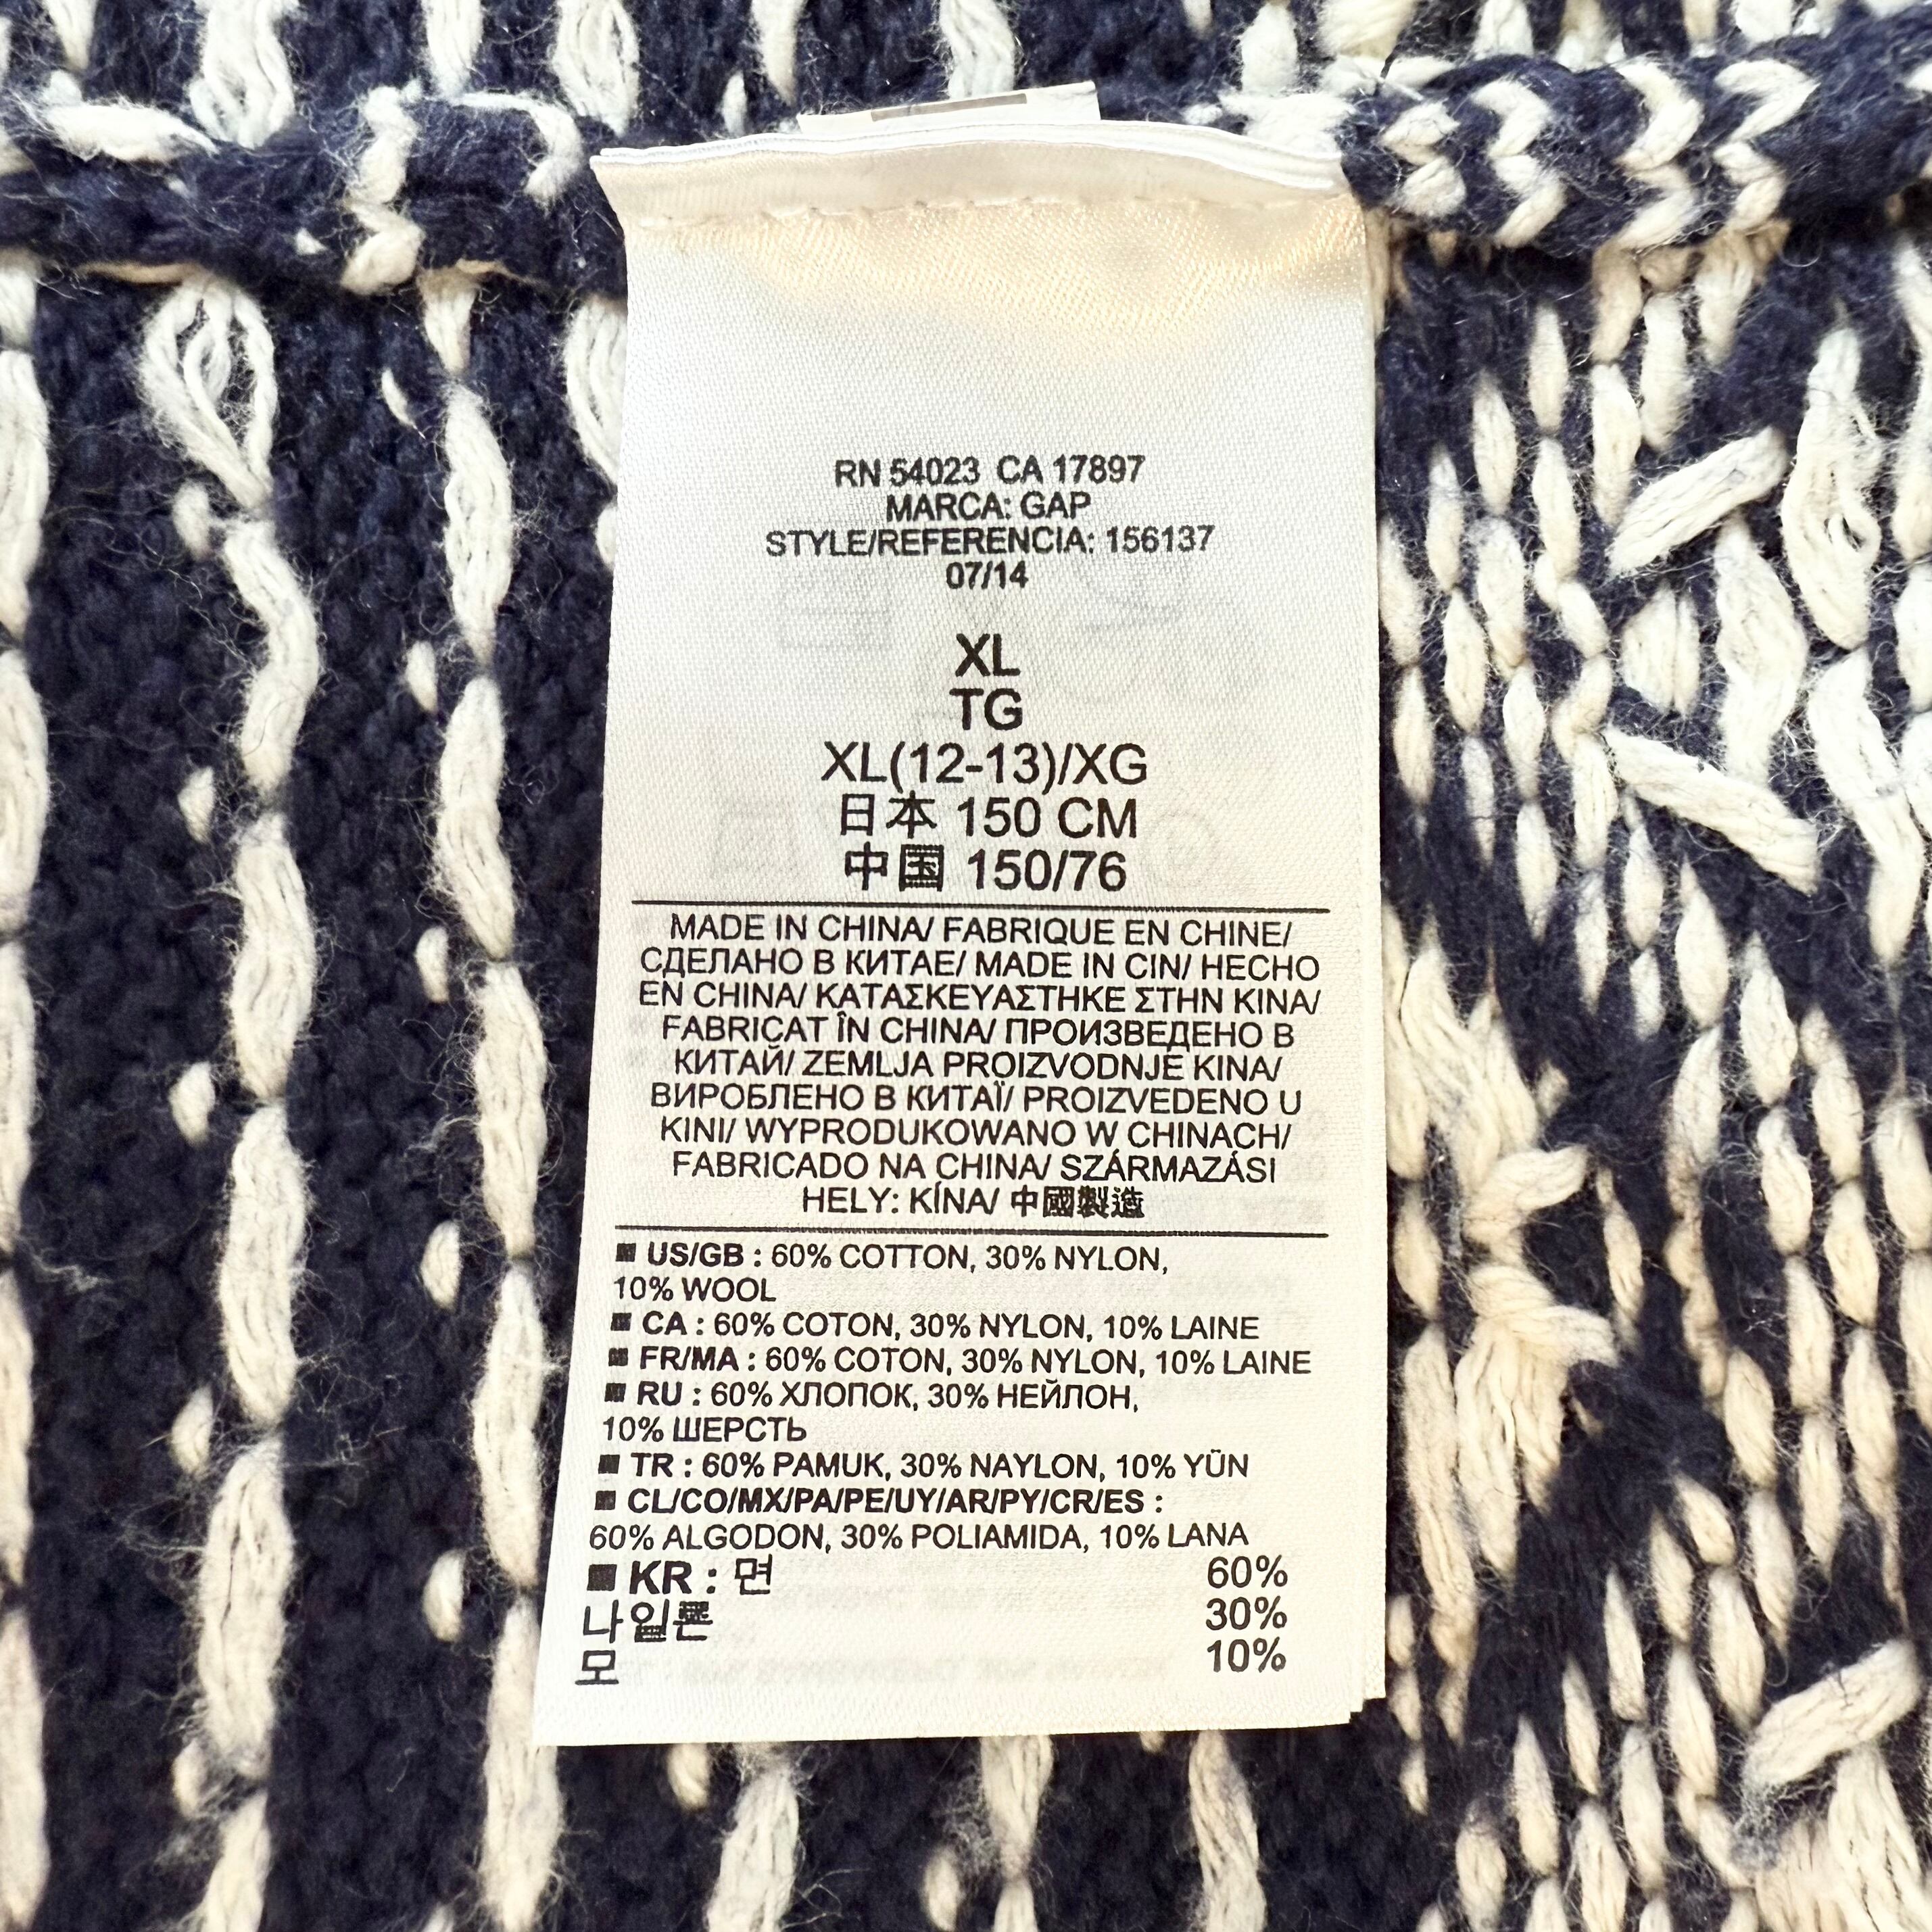 RN 54023 CA 17897
MARCA: GAP
STYLE/REFERENCIA: 156137
07/14
XL
TG
XL(12-13)/XG
日本 150 CM
中国 150/76
MADE IN CHINA/ FABRIQUE EN CHINE/
СДЕЛАНО В КИТАЕ/ MADE IN CIN/ HECHO
EN CHINA/ ΚΑΤΑΣΚΕΥΑΣΤΗΚΕ ΣΤΗΝ ΚΙΝΑ/
FABRICAT ÎN CHINA/ ПРОИЗВЕДЕНО В
КИТАЙ/ ZEMLJA PROIZVODNJE KINA/
ВИРОБЛЕНО В КИТАЇ/ PROIZVEDENO U
KINI/ WYPRODUKOWANO W CHINACH/
FABRICADO NA CHINA/ SZÁRMAZÁSI
HELY: KÍNA/ 中國製造
■ US/GB : 60% COTTON, 30% NYLON,
10% WOOL
■ CA : 60% COTON, 30% NYLON, 10% LAINE
■ FR/MA : 60% COTON, 30% NYLON, 10% LAINE
■ RU : 60% ХЛОПОК, 30% НЕЙЛОН,
10% ШЕРСТЬ
■ TR : 60% PAMUK, 30% NAYLON, 10% YÜN
■ CL/CO/MX/PA/PE/UY/AR/PY/CR/ES :
60% ALGODON, 30% POLIAMIDA, 10% LANA
■ KR : 면 60%
나일론 30%
모 10%